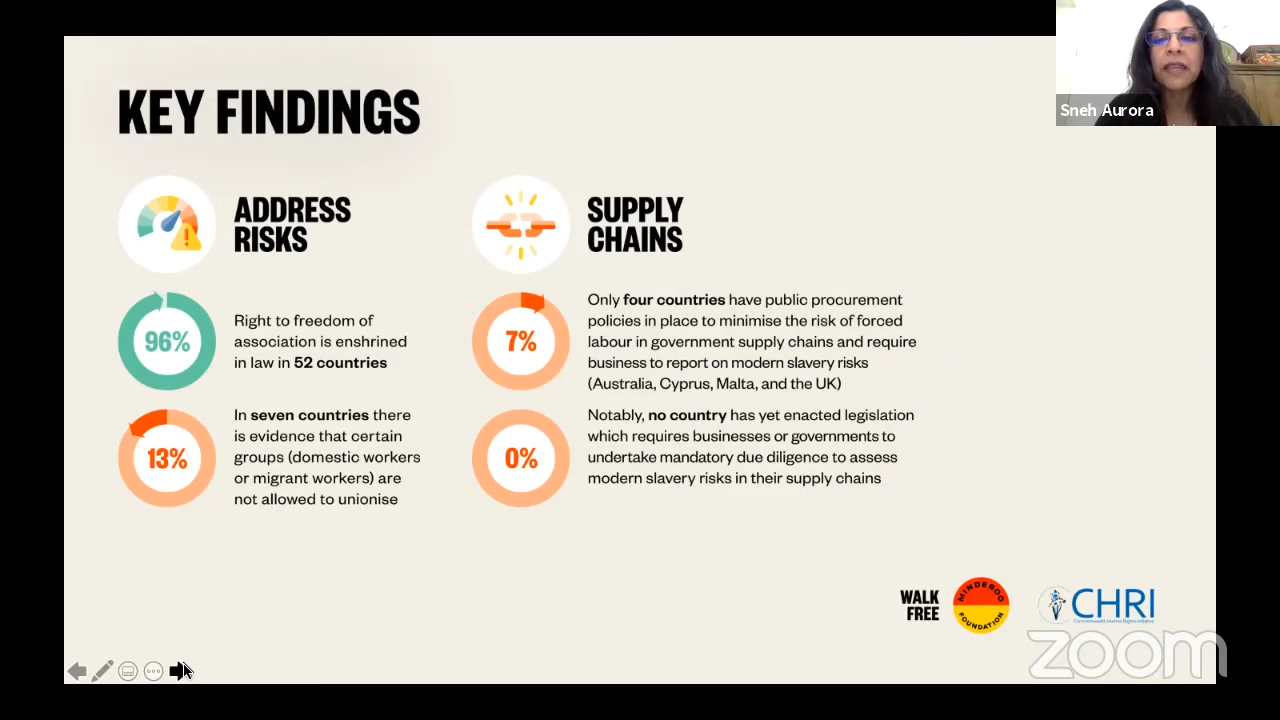 Sneh Aurora
KEY FINDINGS
ADDRESS
RISKS
96%
Right to freedom of
association is enshrined
in law in 52 countries
13%
In seven countries there
is evidence that certain
groups (domestic workers
or migrant workers) are
not allowed to unionise
SUPPLY
CHAINS
7%
Only four countries have public procurement
policies in place to minimise the risk of forced
labour in government supply chains and require
business to report on modern slavery risks
(Australia, Cyprus, Malta, and the UK)
0%
Notably, no country has yet enacted legislation
which requires businesses or governments to
undertake mandatory due diligence to assess
modern slavery risks in their supply chains
WALK
FREE
MINDEROO
FOUNDATION
CHRI
Commonwealth Human Rights Initiative
zoom